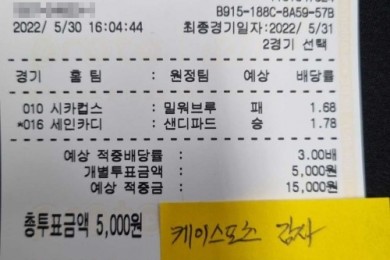 B915-188C-8A59-57B
2022/ 5/30 16:04:44 최종경기일자:2022/ 5/31
2경기 선택
경기 홈 팀 : 원정팀 예상 배당률
010 시카컵스 : 밀워브루 패 1.68
*016 세인카디 : 샌디파드 승 1.78
예상 적중배당률 : 3.00배
개별투표금액 : 5,000원
예상 적중금 : 15,000원
총투표금액 5,000원
케이스포츠 감자